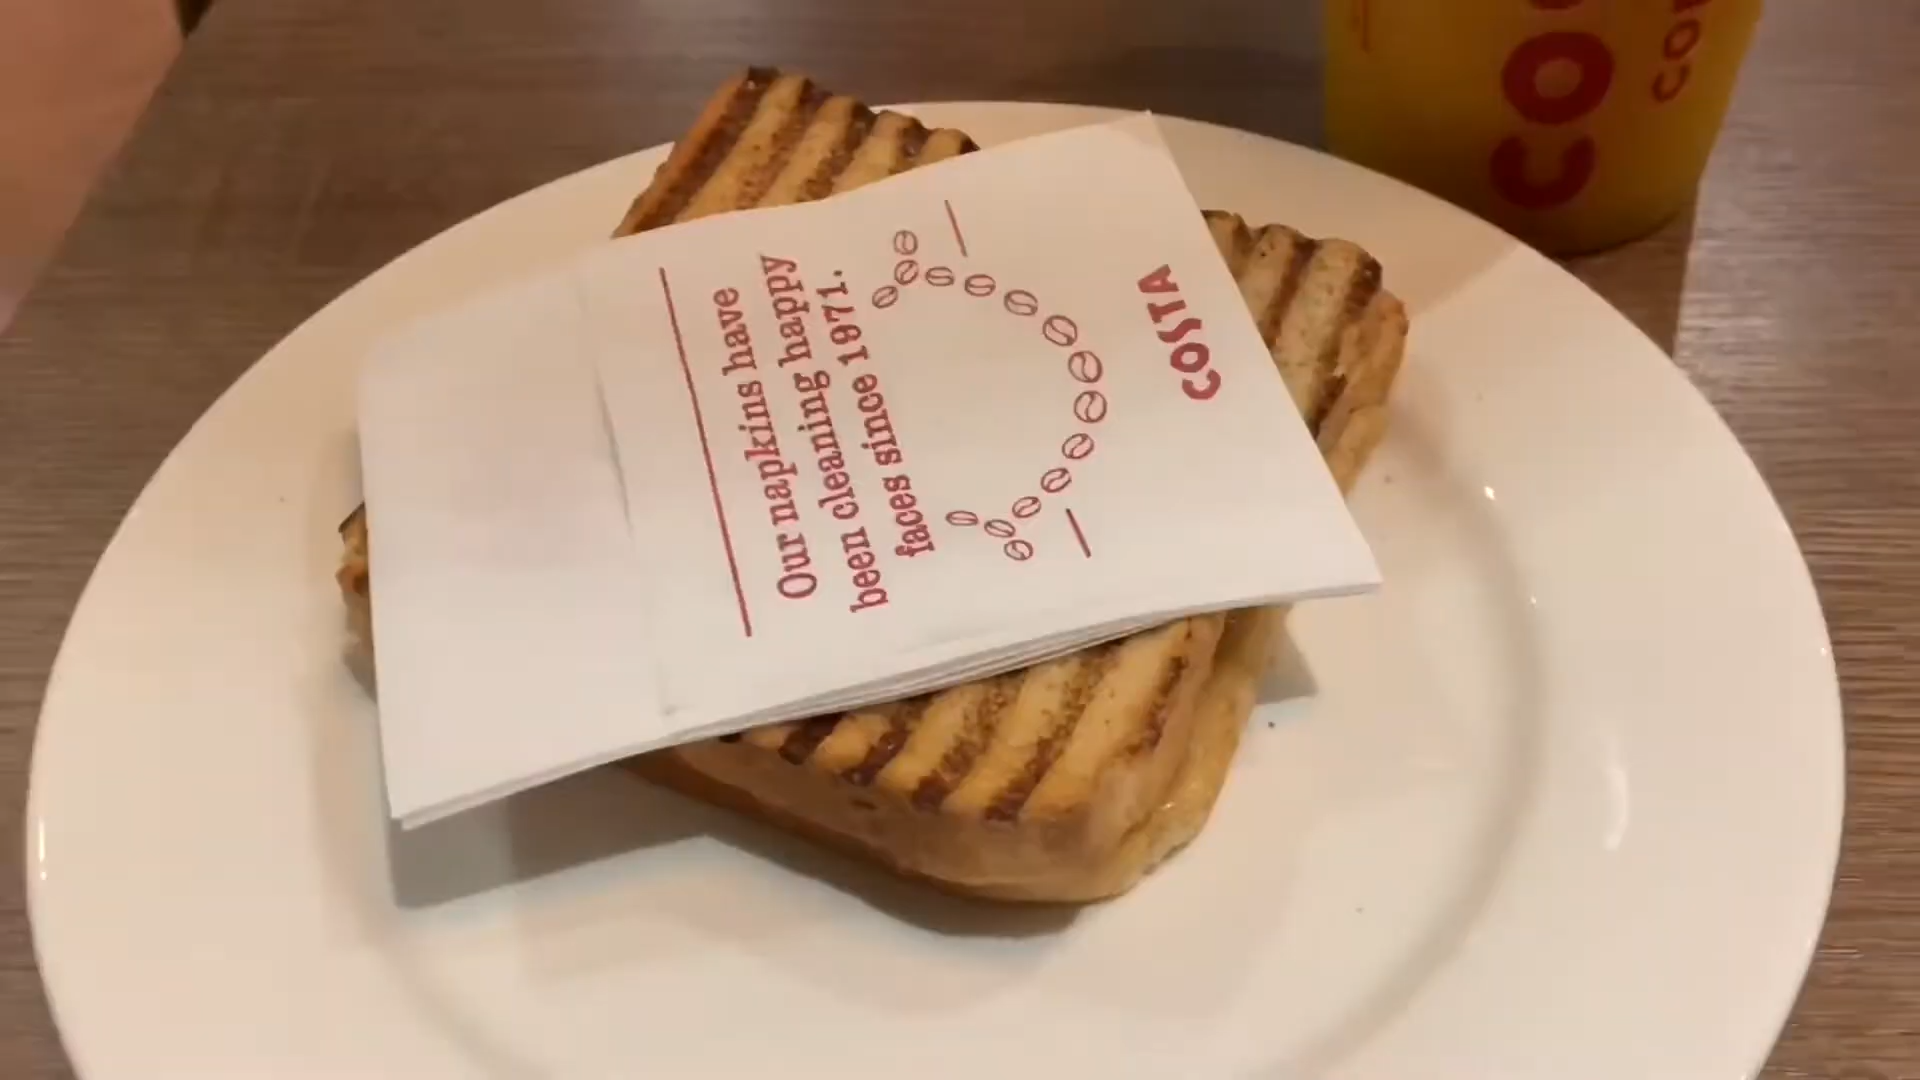 Our napkins have
been cleaning happy
faces since 1971.
COSTA